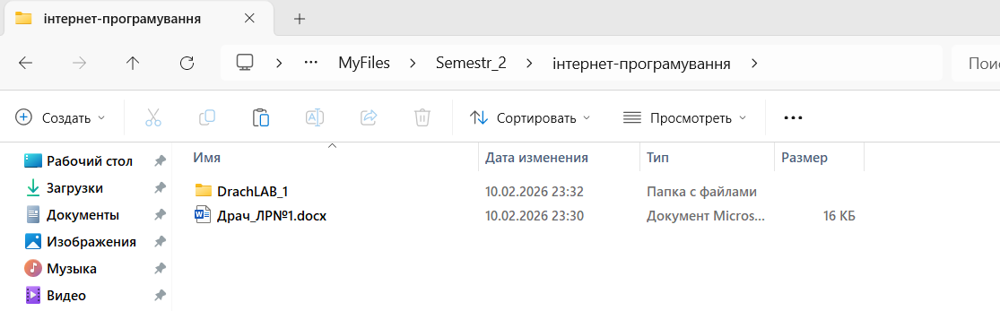 інтернет-програмування
MyFiles Semestr_2 інтернет-програмування
Пои
Создать Сортировать Просмотреть
Имя Дата изменения Тип Размер
Рабочий стол
Загрузки
Документы
Изображения
Музыка
Видео
DrachLAB_1 10.02.2026 23:32 Папка с файлами
Драч_ЛР№1.docx 10.02.2026 23:30 Документ Micros... 16 КБ